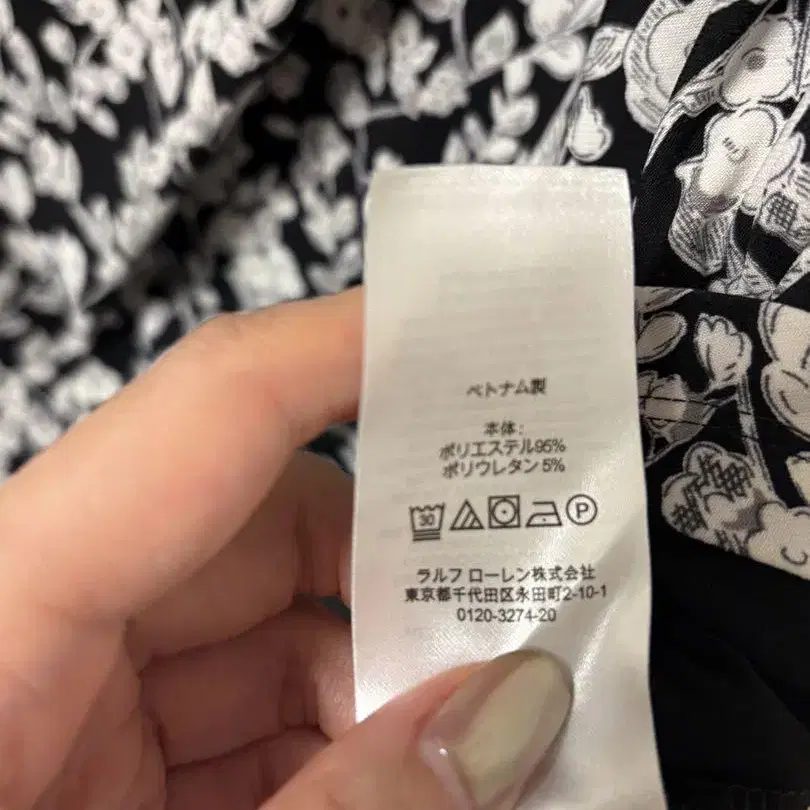 ベトナム製
本体:
ポリエステル95%
ポリウレタン 5%
30 P
ラルフ ローレン株式会社
東京都千代田区永田町2-10-1
0120-3274-20